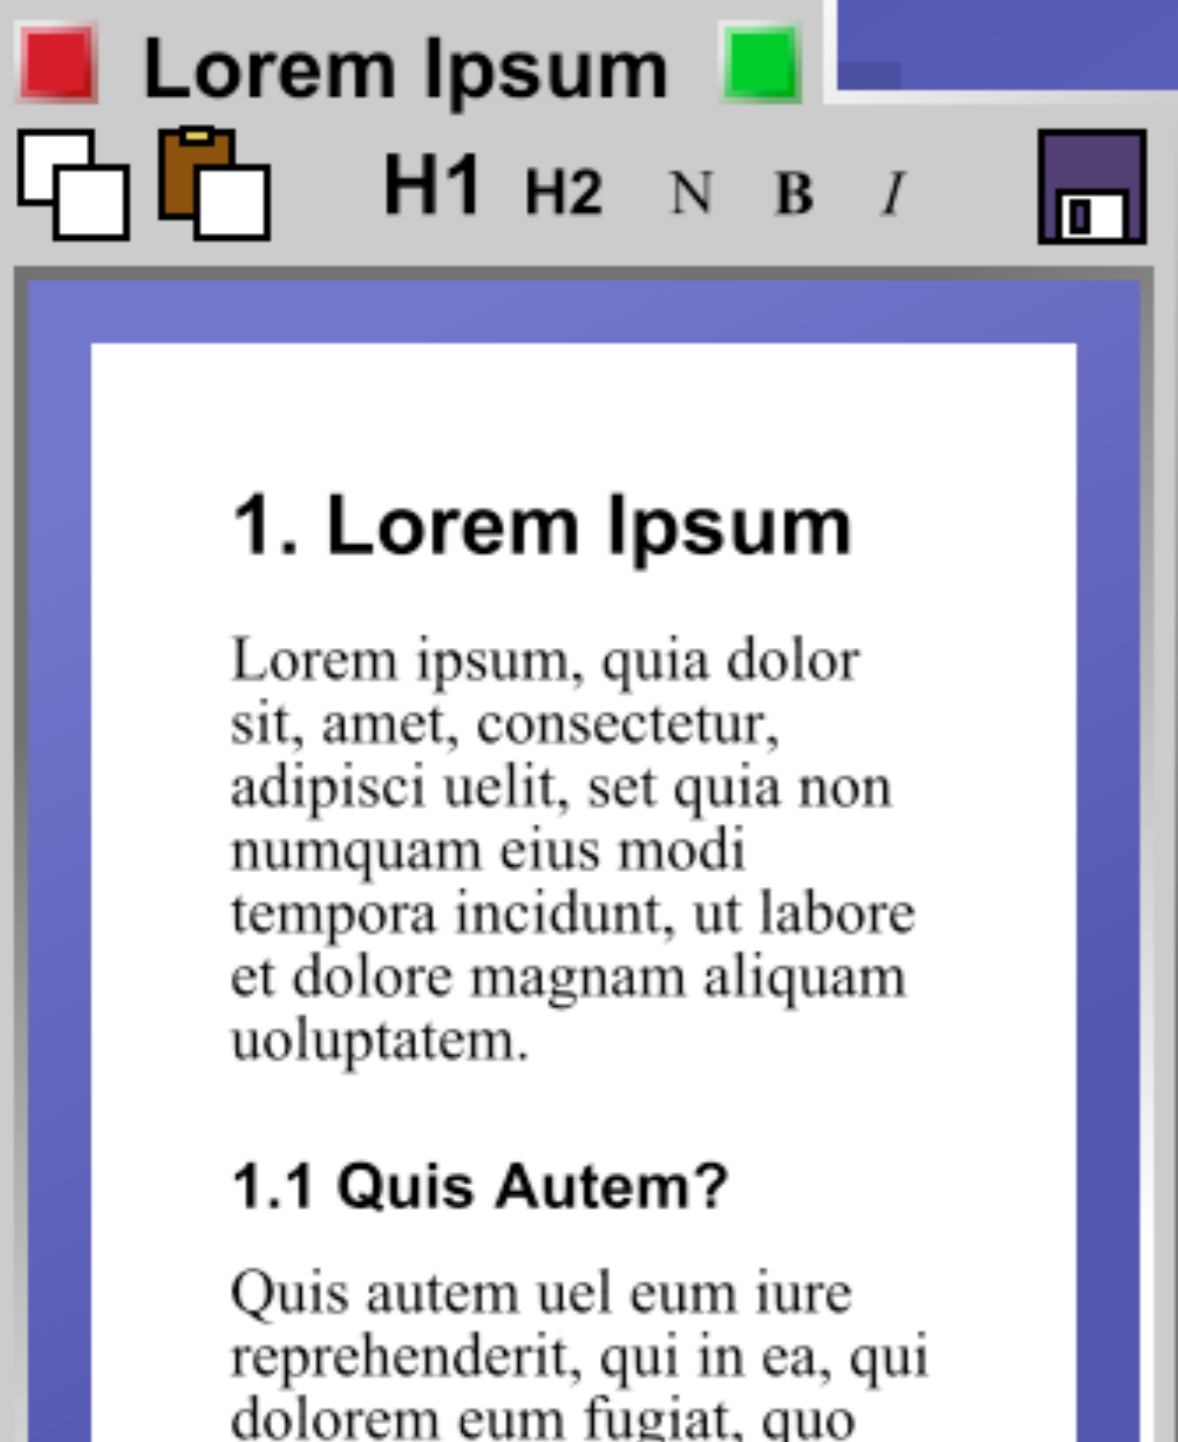 Lorem Ipsum
H1 H2 N B I
1. Lorem Ipsum
Lorem ipsum, quia dolor
sit, amet, consectetur,
adipisci uelit, set quia non
numquam eius modi
tempora incidunt, ut labore
et dolore magnam aliquam
uoluptatem.
1.1 Quis Autem?
Quis autem uel eum iure
reprehenderit, qui in ea, qui
dolorem eum fugiat, quo